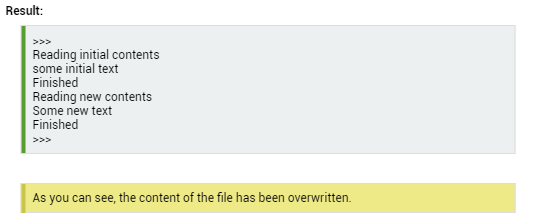 Result:
>>>
Reading initial contents
some initial text
Finished
Reading new contents
Some new text
Finished
>>>
As you can see, the content of the file has been overwritten.